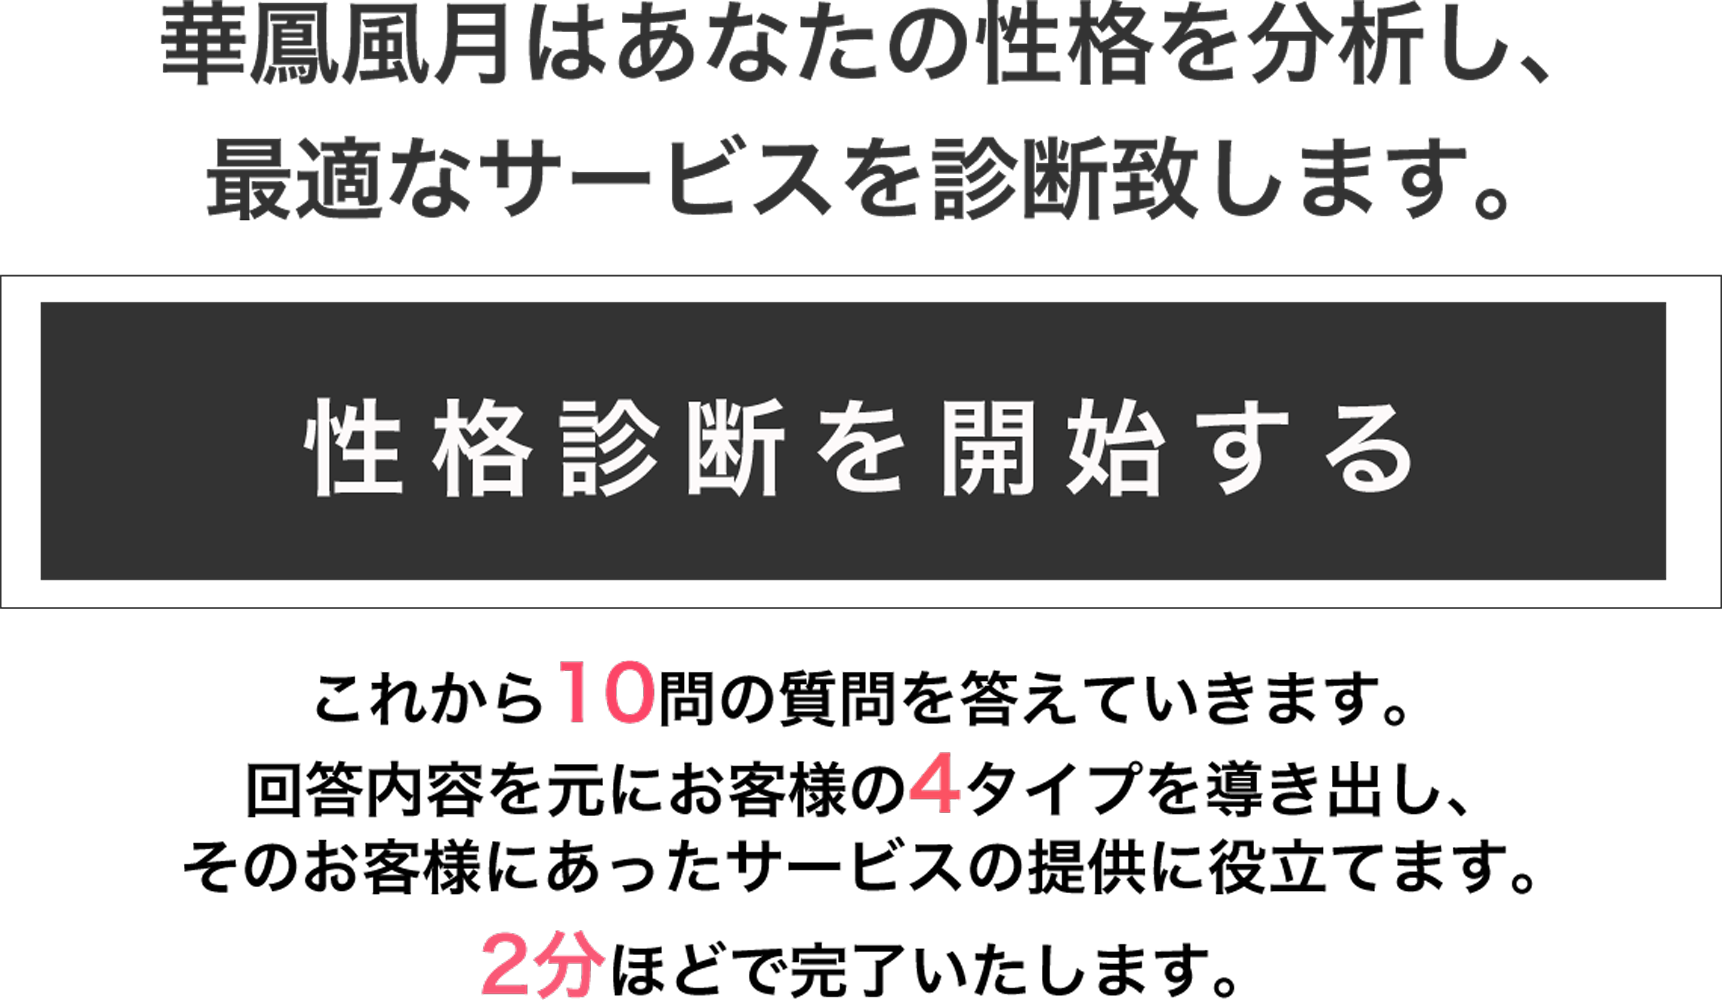 華鳳風月はあなたの性格を分析し、
最適なサービスを診断致します。
性格診断を開始する
これから10問の質問を答えていきます。
回答内容を元にお客様の4タイプを導き出し、
そのお客様にあったサービスの提供に役立てます。
2分ほどで完了いたします。